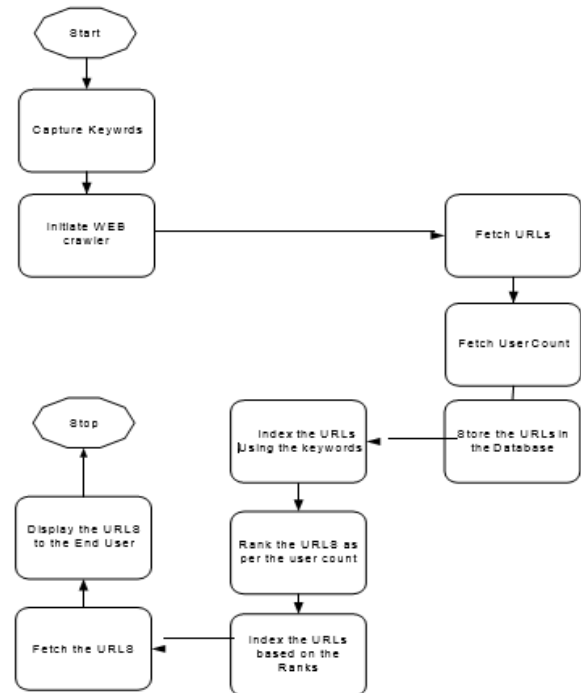 Start
Capture Keywrds
Initiate WEB
crawler
Fetch URLs
Fetch User Count
Store the URLs in
the Database
Index the URLs
Using the keywords
Rank the URLS as
per the user count
Index the URLs
based on the
Ranks
Fetch the URLS
Display the URLS
to the End User
Stop